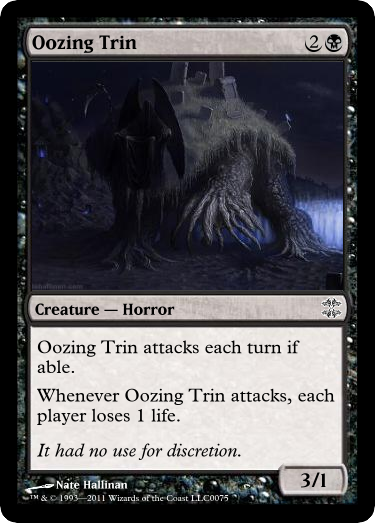 Oozing Trin 2
Creature — Horror
Oozing Trin attacks each turn if
able.
Whenever Oozing Trin attacks, each
player loses 1 life.
It had no use for discretion.
3/1
Nate Hallinan
™ & © 1993—2011 Wizards of the Coast LLC0075